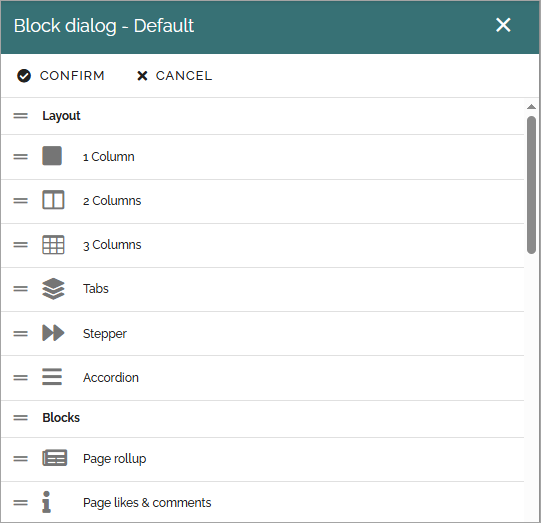 Block dialog - Default
CONFIRM CANCEL
Layout
1 Column
2 Columns
3 Columns
Tabs
Stepper
Accordion
Blocks
Page rollup
Page likes & comments